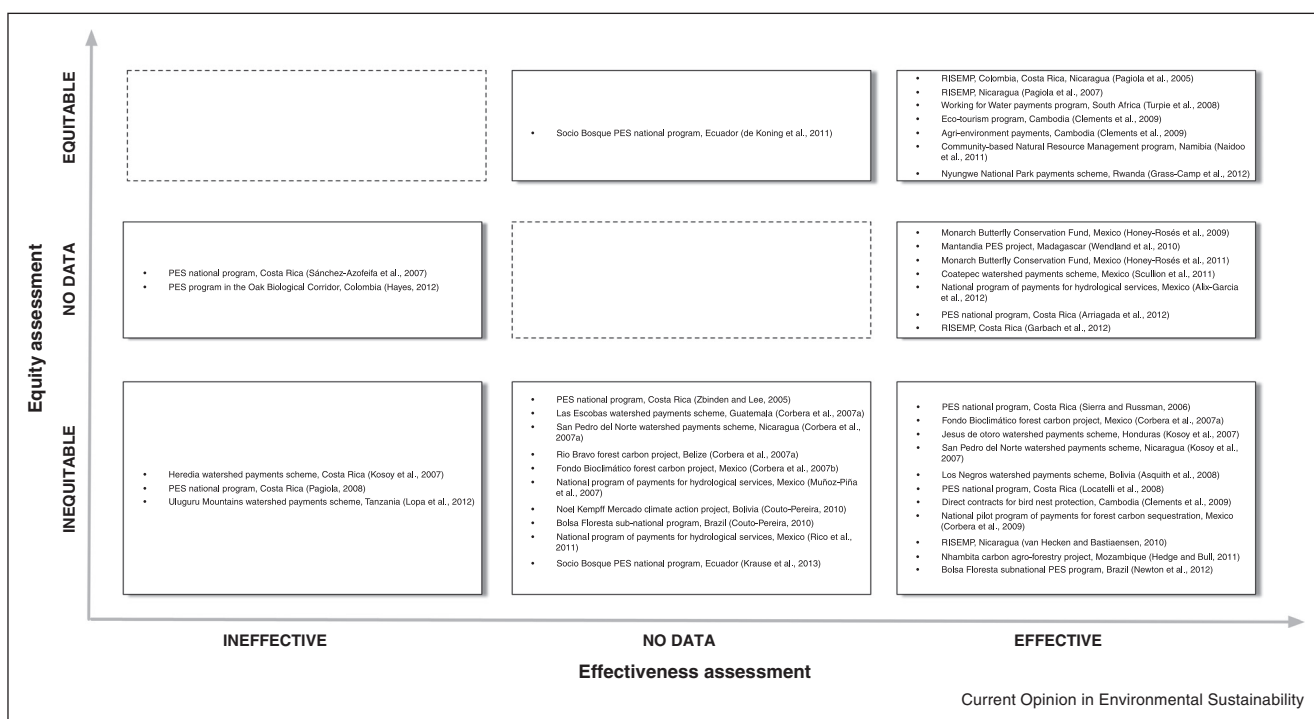 EQUITABLE
• Socio Bosque PES national program, Ecuador (de Koning et al., 2011)
• RISEMP, Colombia, Costa Rica, Nicaragua (Pagiola et al., 2005)
• RISEMP, Nicaragua (Pagiola et al., 2007)
• Working for Water payments program, South Africa (Turpie et al., 2008)
• Eco-tourism program, Cambodia (Clements et al., 2009)
• Agri-environment payments, Cambodia (Clements et al., 2009)
• Community-based Natural Resource Management program, Namibia (Naidoo
et al., 2011)
• Nyungwe National Park payments scheme, Rwanda (Grass-Camp et al., 2012)
Equity assessment
NO DATA
• PES national program, Costa Rica (Sánchez-Azofeifa et al., 2007)
• PES program in the Oak Biological Corridor, Colombia (Hayes, 2012)
• Monarch Butterfly Conservation Fund, Mexico (Honey-Rosés et al., 2009)
• Mantandia PES project, Madagascar (Wendland et al., 2010)
• Monarch Butterfly Conservation Fund, Mexico (Honey-Rosés et al., 2011)
• Coatepec watershed payments scheme, Mexico (Scullion et al., 2011)
• National program of payments for hydrological services, Mexico (Alix-Garcia
et al., 2012)
• PES national program, Costa Rica (Arriagada et al., 2012)
• RISEMP, Costa Rica (Garbach et al., 2012)
INEQUITABLE
• Heredia watershed payments scheme, Costa Rica (Kosoy et al., 2007)
• PES national program, Costa Rica (Pagiola, 2008)
• Uluguru Mountains watershed payments scheme, Tanzania (Lopa et al., 2012)
• PES national program, Costa Rica (Zbinden and Lee, 2005)
• Las Escobas watershed payments scheme, Guatemala (Corbera et al., 2007a)
• San Pedro del Norte watershed payments scheme, Nicaragua (Corbera et al.,
2007a)
• Rio Bravo forest carbon project, Belize (Corbera et al., 2007a)
• Fondo Bioclimático forest carbon project, Mexico (Corbera et al., 2007b)
• National program of payments for hydrological services, Mexico (Muñoz-Piña
et al., 2007)
• Noel Kempff Mercado climate action project, Bolivia (Couto-Pereira, 2010)
• Bolsa Floresta sub-national program, Brazil (Couto-Pereira, 2010)
• National program of payments for hydrological services, Mexico (Rico et al.,
2011)
• Socio Bosque PES national program, Ecuador (Krause et al., 2013)
• PES national program, Costa Rica (Sierra and Russman, 2006)
• Fondo Bioclimático forest carbon project, Mexico (Corbera et al., 2007a)
• Jesus de otoro watershed payments scheme, Honduras (Kosoy et al., 2007)
• San Pedro del Norte watershed payments scheme, Nicaragua (Kosoy et al.,
2007)
• Los Negros watershed payments scheme, Bolivia (Asquith et al., 2008)
• PES national program, Costa Rica (Locatelli et al., 2008)
• Direct contracts for bird nest protection, Cambodia (Clements et al., 2009)
• National pilot program of payments for forest carbon sequestration, Mexico
(Corbera et al., 2009)
• RISEMP, Nicaragua (van Hecken and Bastiaensen, 2010)
• Nhambita carbon agro-forestry project, Mozambique (Hedge and Bull, 2011)
• Bolsa Floresta subnational PES program, Brazil (Newton et al., 2012)
INEFFECTIVE
NO DATA
EFFECTIVE
Effectiveness assessment
Current Opinion in Environmental Sustainability